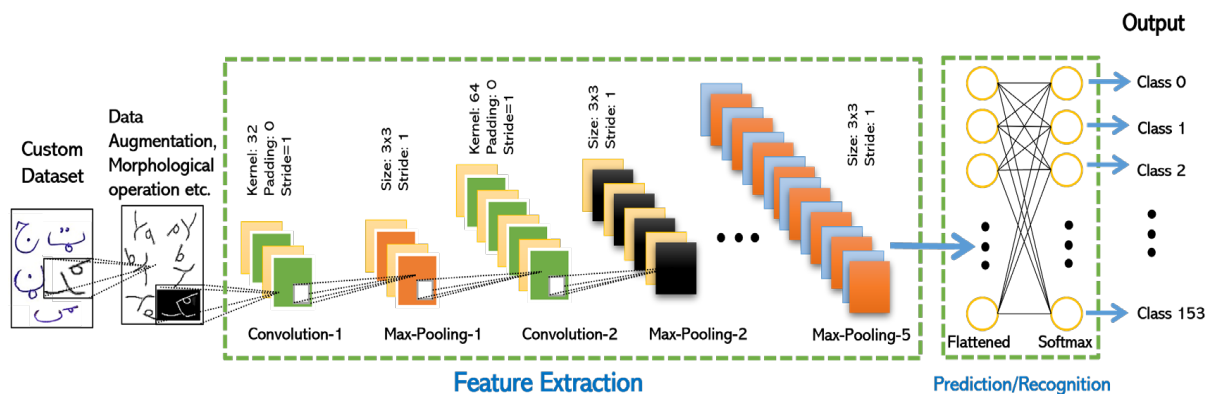 Output
Custom
Dataset
Data
Augmentation,
Morphological
operation etc.
Kernel: 32
Padding: 0
Stride=1
Size: 3x3
Stride: 1
Kernel: 64
Padding: 0
Stride=1
Size: 3x3
Stride: 1
Size: 3x3
Stride: 1
Convolution-1
Max-Pooling-1
Convolution-2
Max-Pooling-2
Max-Pooling-5
Feature Extraction
Class 0
Class 1
Class 2
Class 153
Flattened
Softmax
Prediction/Recognition